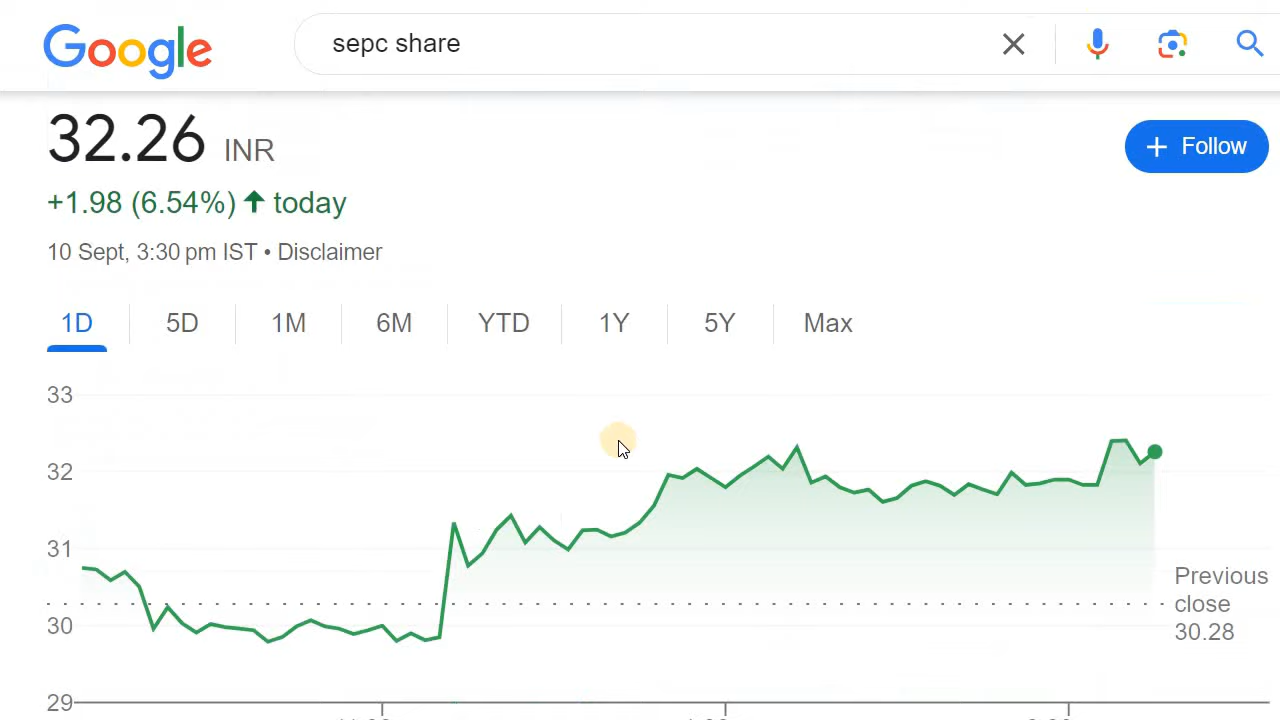 Google
sepc share
32.26 INR
+ Follow
+1.98 (6.54%) ↑ today
10 Sept, 3:30 pm IST • Disclaimer
1D 5D 1M 6M YTD 1Y 5Y Max
33
32
31
30
29
Previous
close
30.28